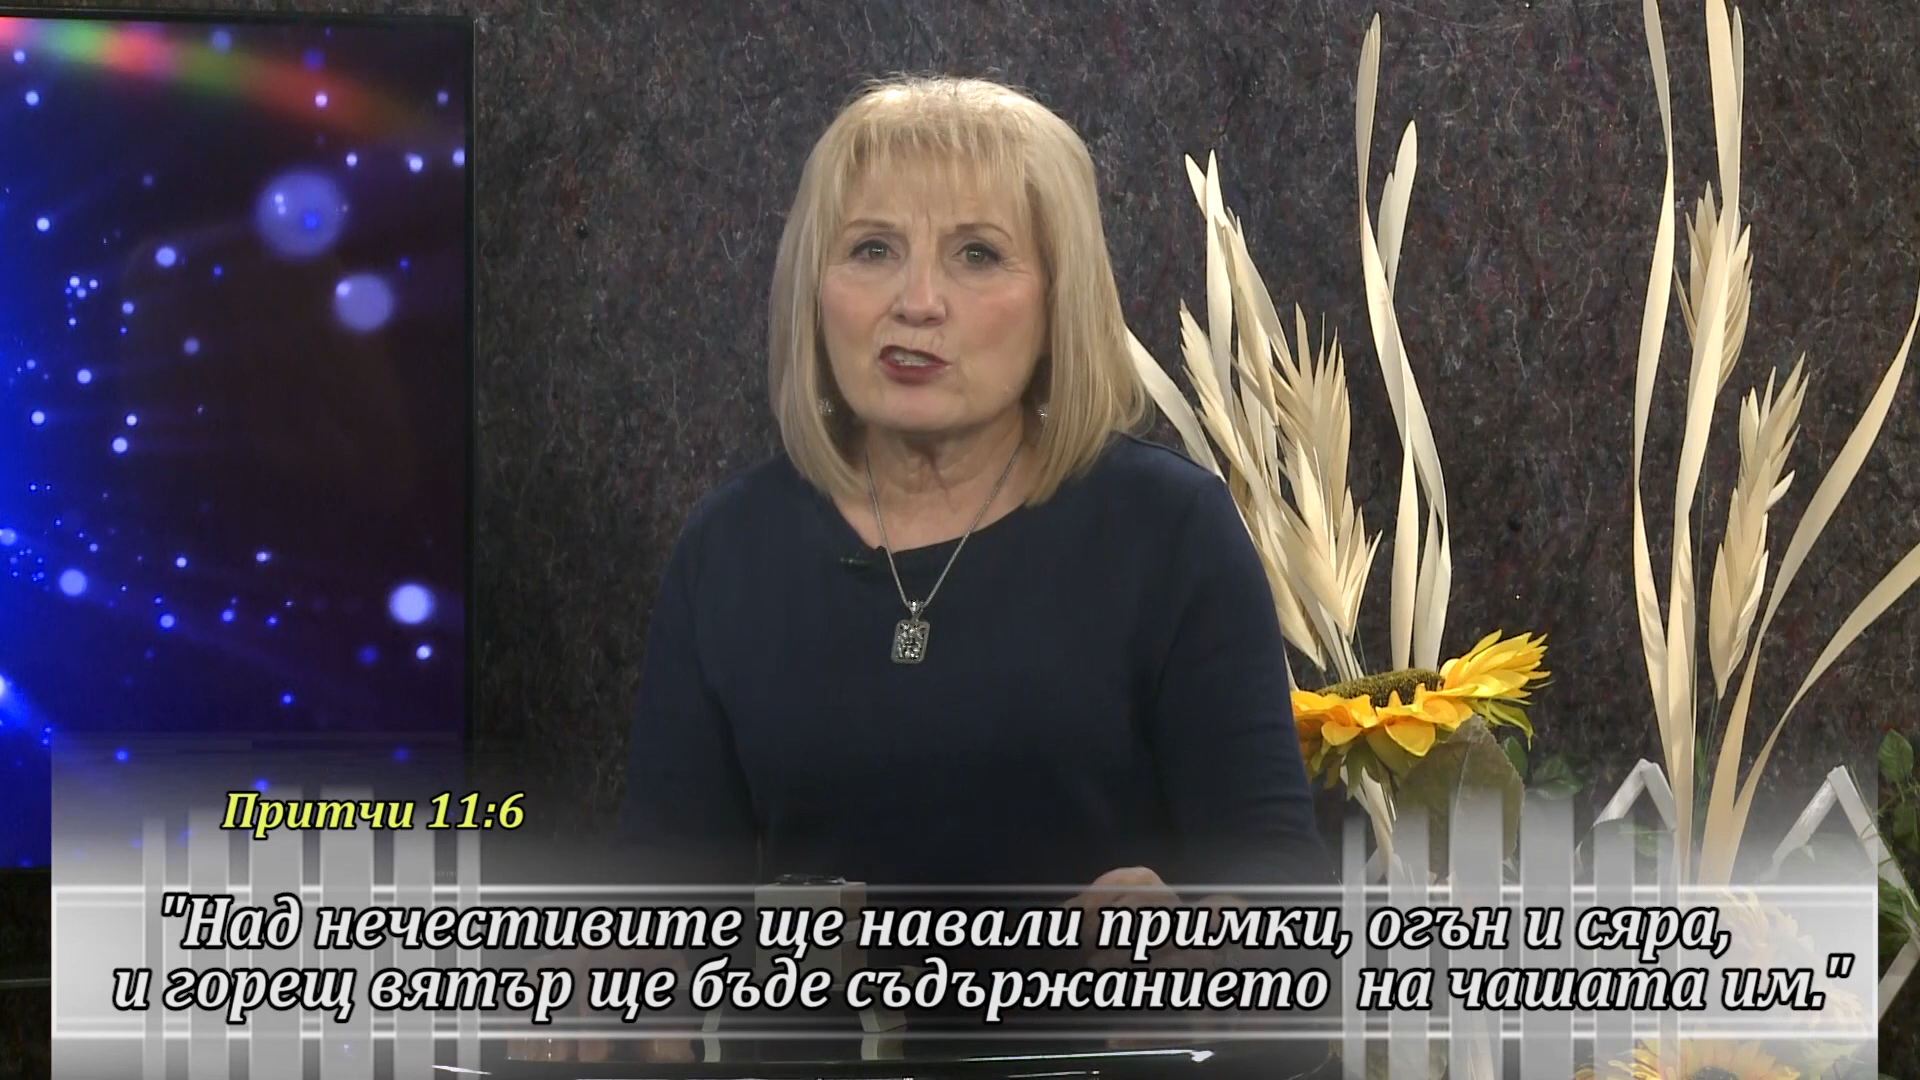 Притчи 11:6
"Над нечестивите ще навали примки, огън и сяра,
и горещ вятър ще бъде съдържанието на чашата им."